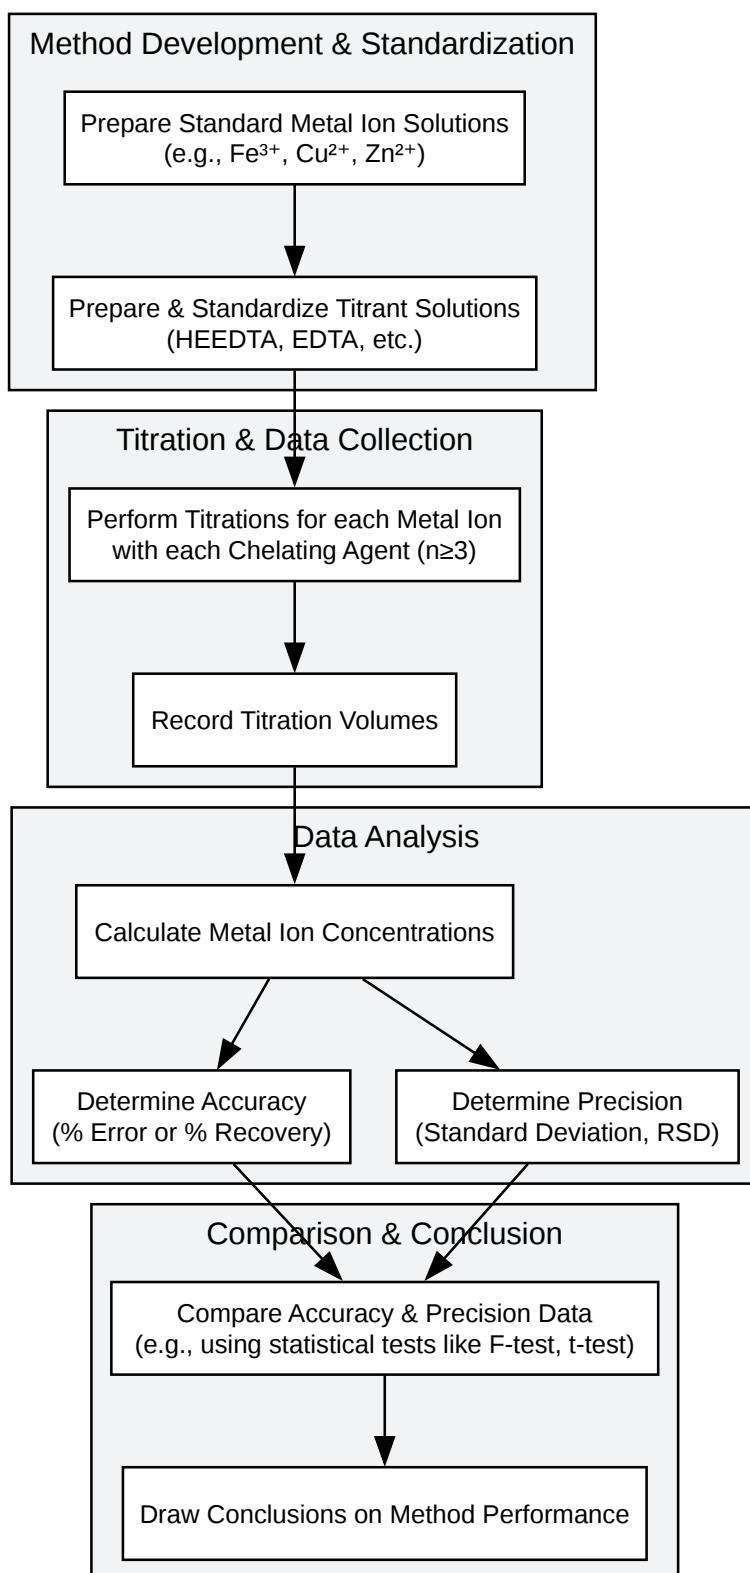 Method Development & Standardization
Prepare Standard Metal Ion Solutions
(e.g., Fe³⁺, Cu²⁺, Zn²⁺)
Prepare & Standardize Titrant Solutions
(HEEDTA, EDTA, etc.)
Titration & Data Collection
Perform Titrations for each Metal Ion
with each Chelating Agent (n≥3)
Record Titration Volumes
Data Analysis
Calculate Metal Ion Concentrations
Determine Accuracy
(% Error or % Recovery)
Determine Precision
(Standard Deviation, RSD)
Comparison & Conclusion
Compare Accuracy & Precision Data
(e.g., using statistical tests like F-test, t-test)
Draw Conclusions on Method Performance